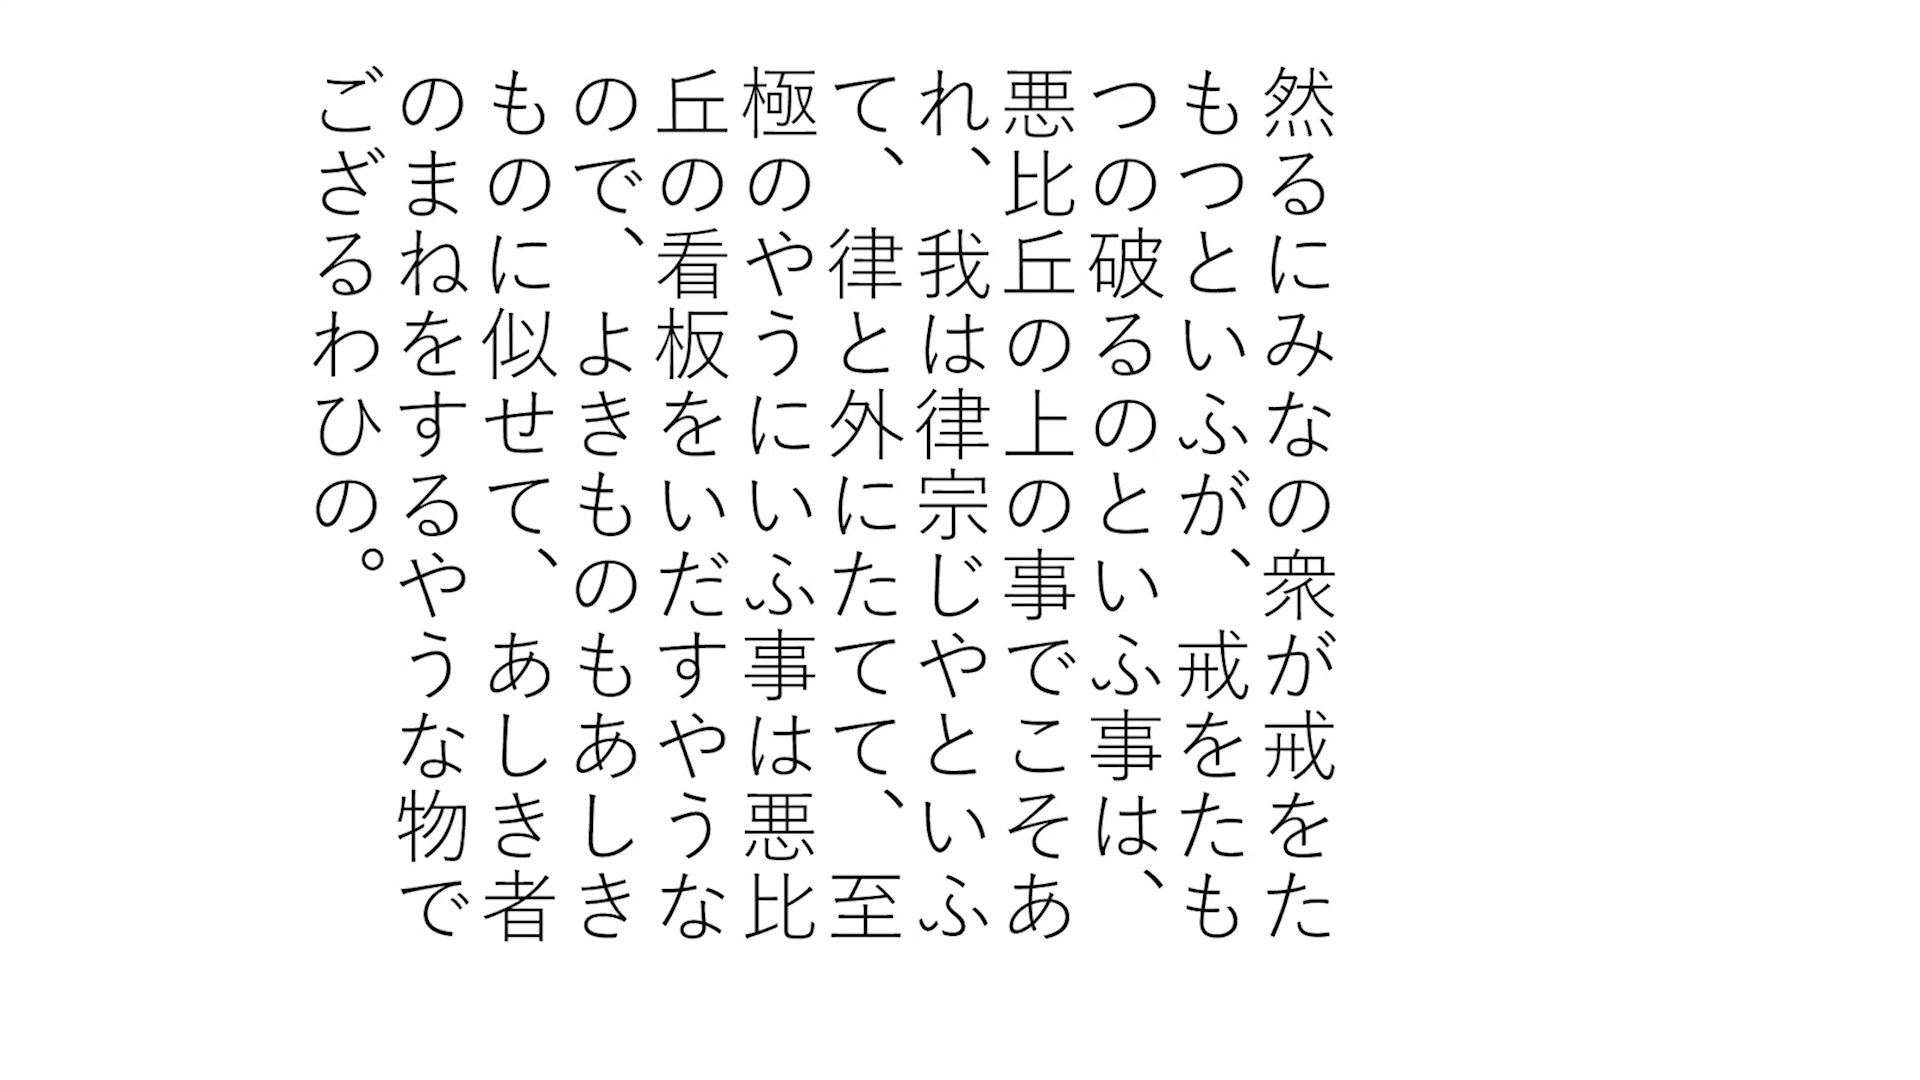 然るにみなの衆が戒をた
もつといふが、戒をたも
つの破るのといふ事は、
悪比丘の上の事でこそあ
れ、我は律宗じやといふ
て、律と外にたてて、至
極のやうにいふ事は悪比
丘の看板をいだすやうな
ので、よきものもあしき
ものに似せて、あしき者
のまねをするやうな物で
ござるわひの。